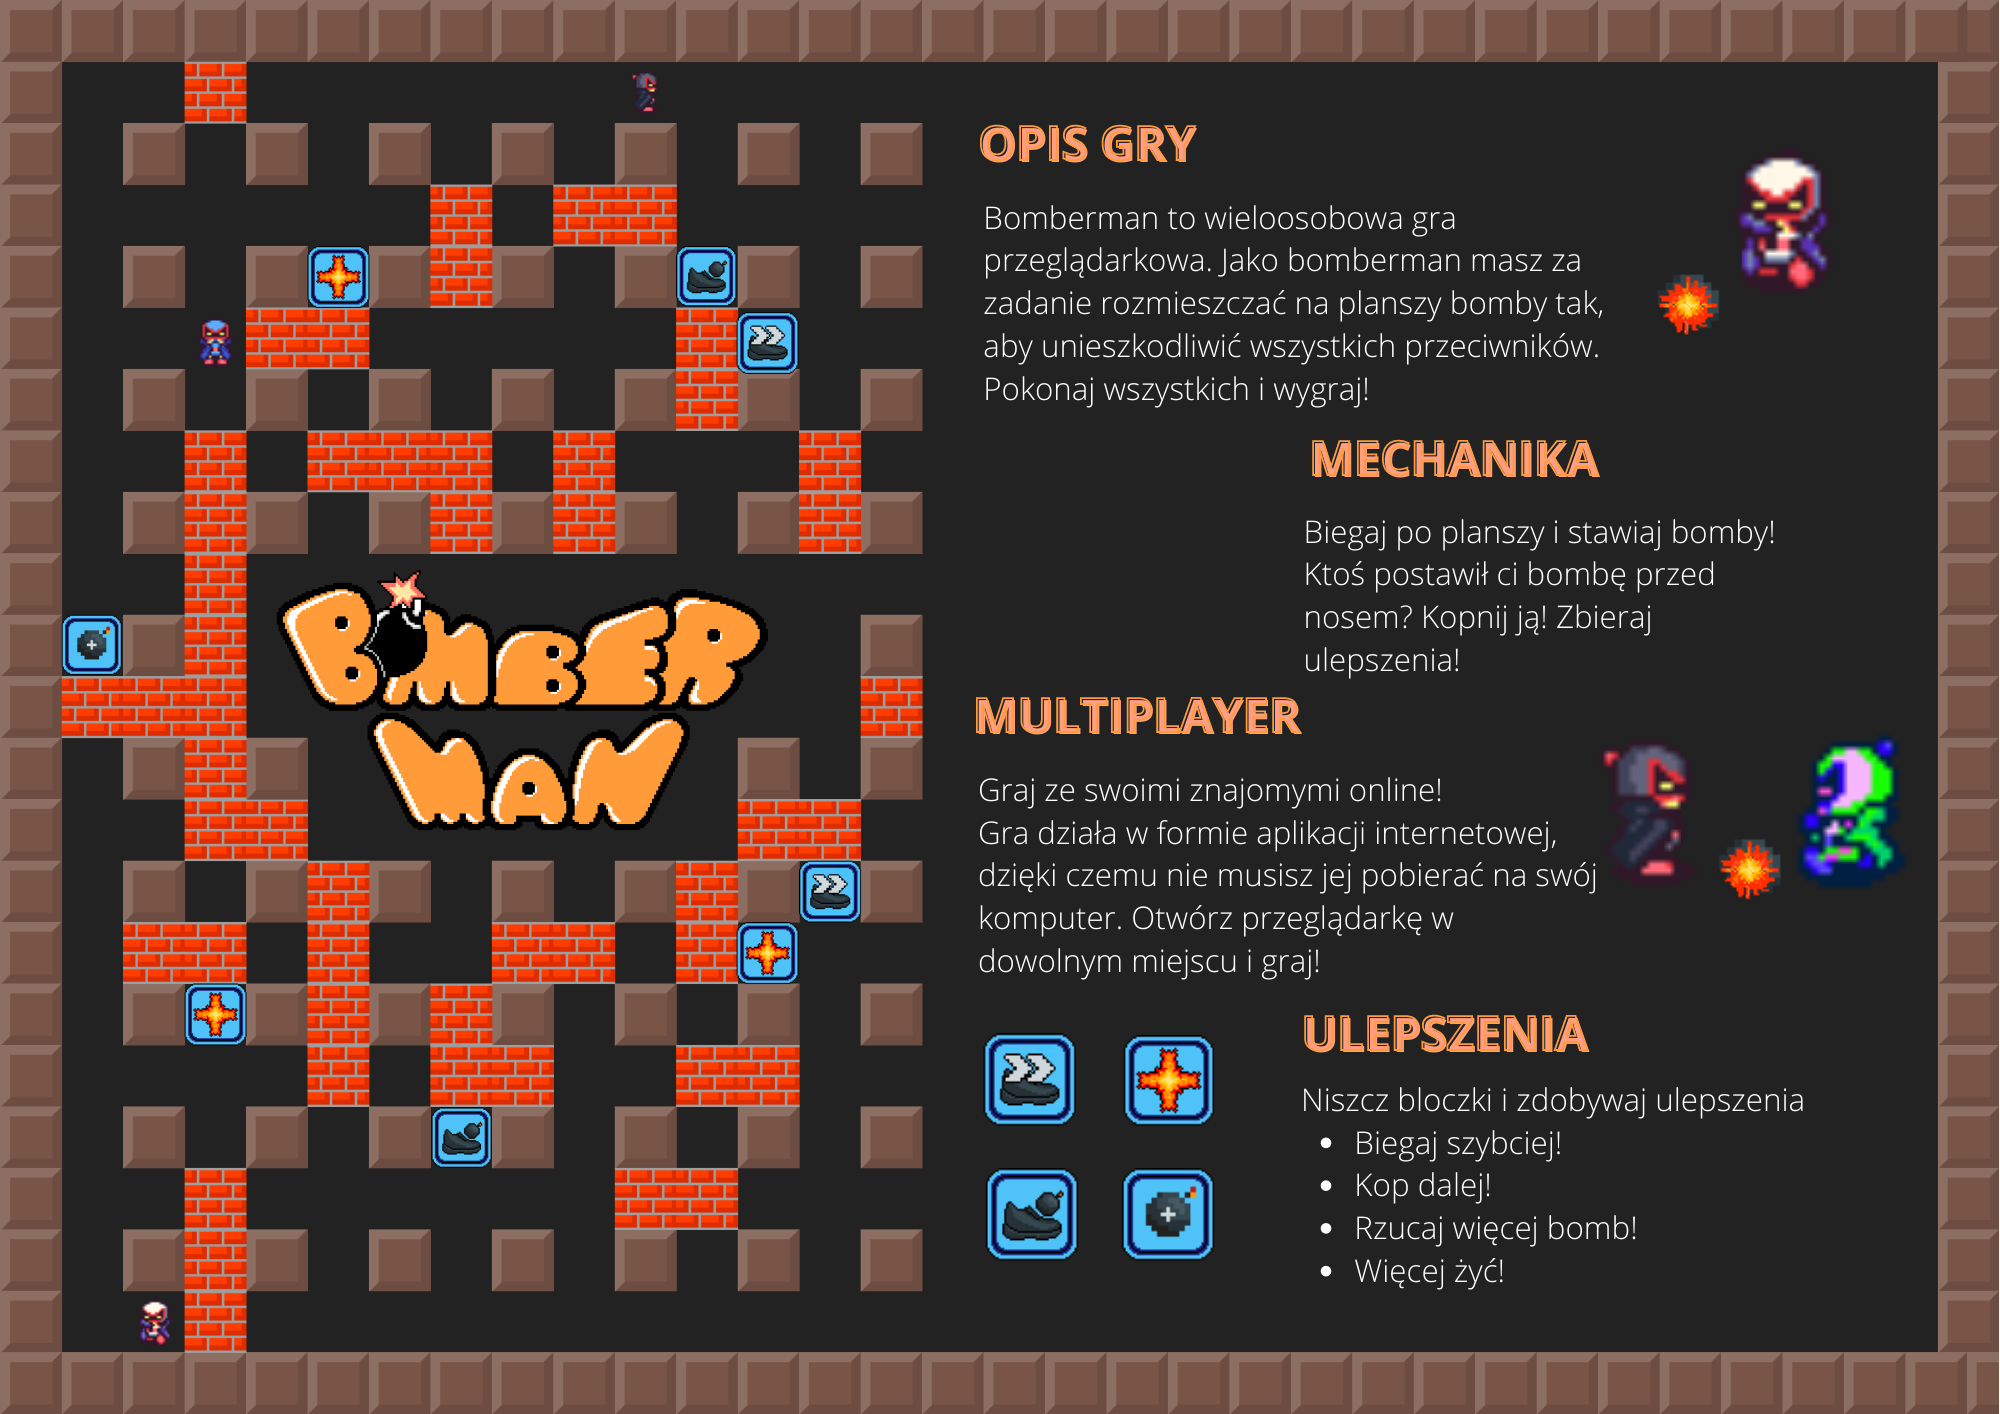 BOMBER
MAN
OPIS GRY
Bomberman to wieloosobowa gra
przeglądarkowa. Jako bomberman masz za
zadanie rozmieszczać na planszy bomby tak,
aby unieszkodliwić wszystkich przeciwników.
Pokonaj wszystkich i wygraj!
MECHANIKA
Biegaj po planszy i stawiaj bomby!
Ktoś postawił ci bombę przed
nosem? Kopnij ją! Zbieraj
ulepszenia!
MULTIPLAYER
Graj ze swoimi znajomymi online!
Gra działa w formie aplikacji internetowej,
dzięki czemu nie musisz jej pobierać na swój
komputer. Otwórz przeglądarkę w
dowolnym miejscu i graj!
ULEPSZENIA
Niszcz bloczki i zdobywaj ulepszenia
• Biegaj szybciej!
• Kop dalej!
• Rzucaj więcej bomb!
• Więcej żyć!